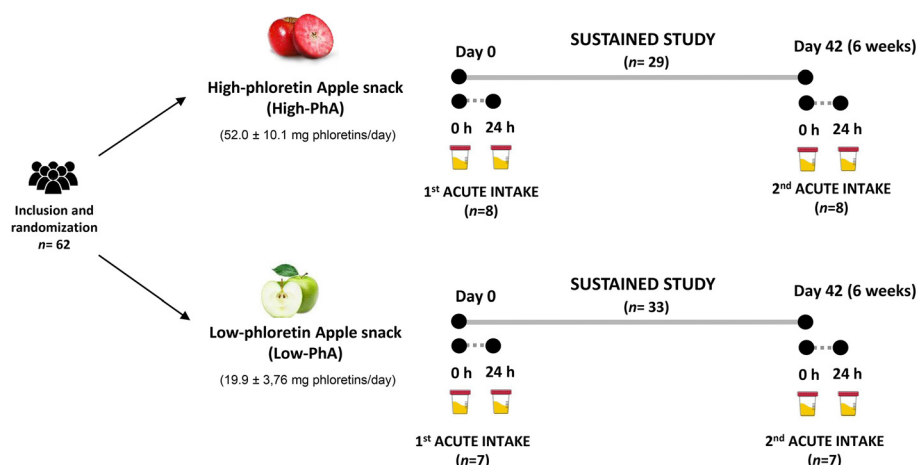 Inclusion and
randomization
n= 62
High-phloretin Apple snack
(High-PhA)
(52.0 ± 10.1 mg phloretins/day)
Day 0
SUSTAINED STUDY
(n= 29)
Day 42 (6 weeks)
0 h 24 h
1st ACUTE INTAKE
(n=8)
0 h 24 h
2nd ACUTE INTAKE
(n=8)
Low-phloretin Apple snack
(Low-PhA)
(19.9 ± 3,76 mg phloretins/day)
Day 0
SUSTAINED STUDY
(n= 33)
Day 42 (6 weeks)
0 h 24 h
1st ACUTE INTAKE
(n=7)
0 h 24 h
2nd ACUTE INTAKE
(n=7)